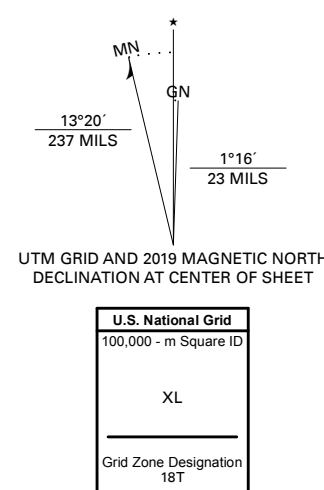 ★
MN
GN
13°20´
237 MILS
1°16´
23 MILS
UTM GRID AND 2019 MAGNETIC NORTH
DECLINATION AT CENTER OF SHEET
U.S. National Grid
100,000 - m Square ID
XL
Grid Zone Designation
18T